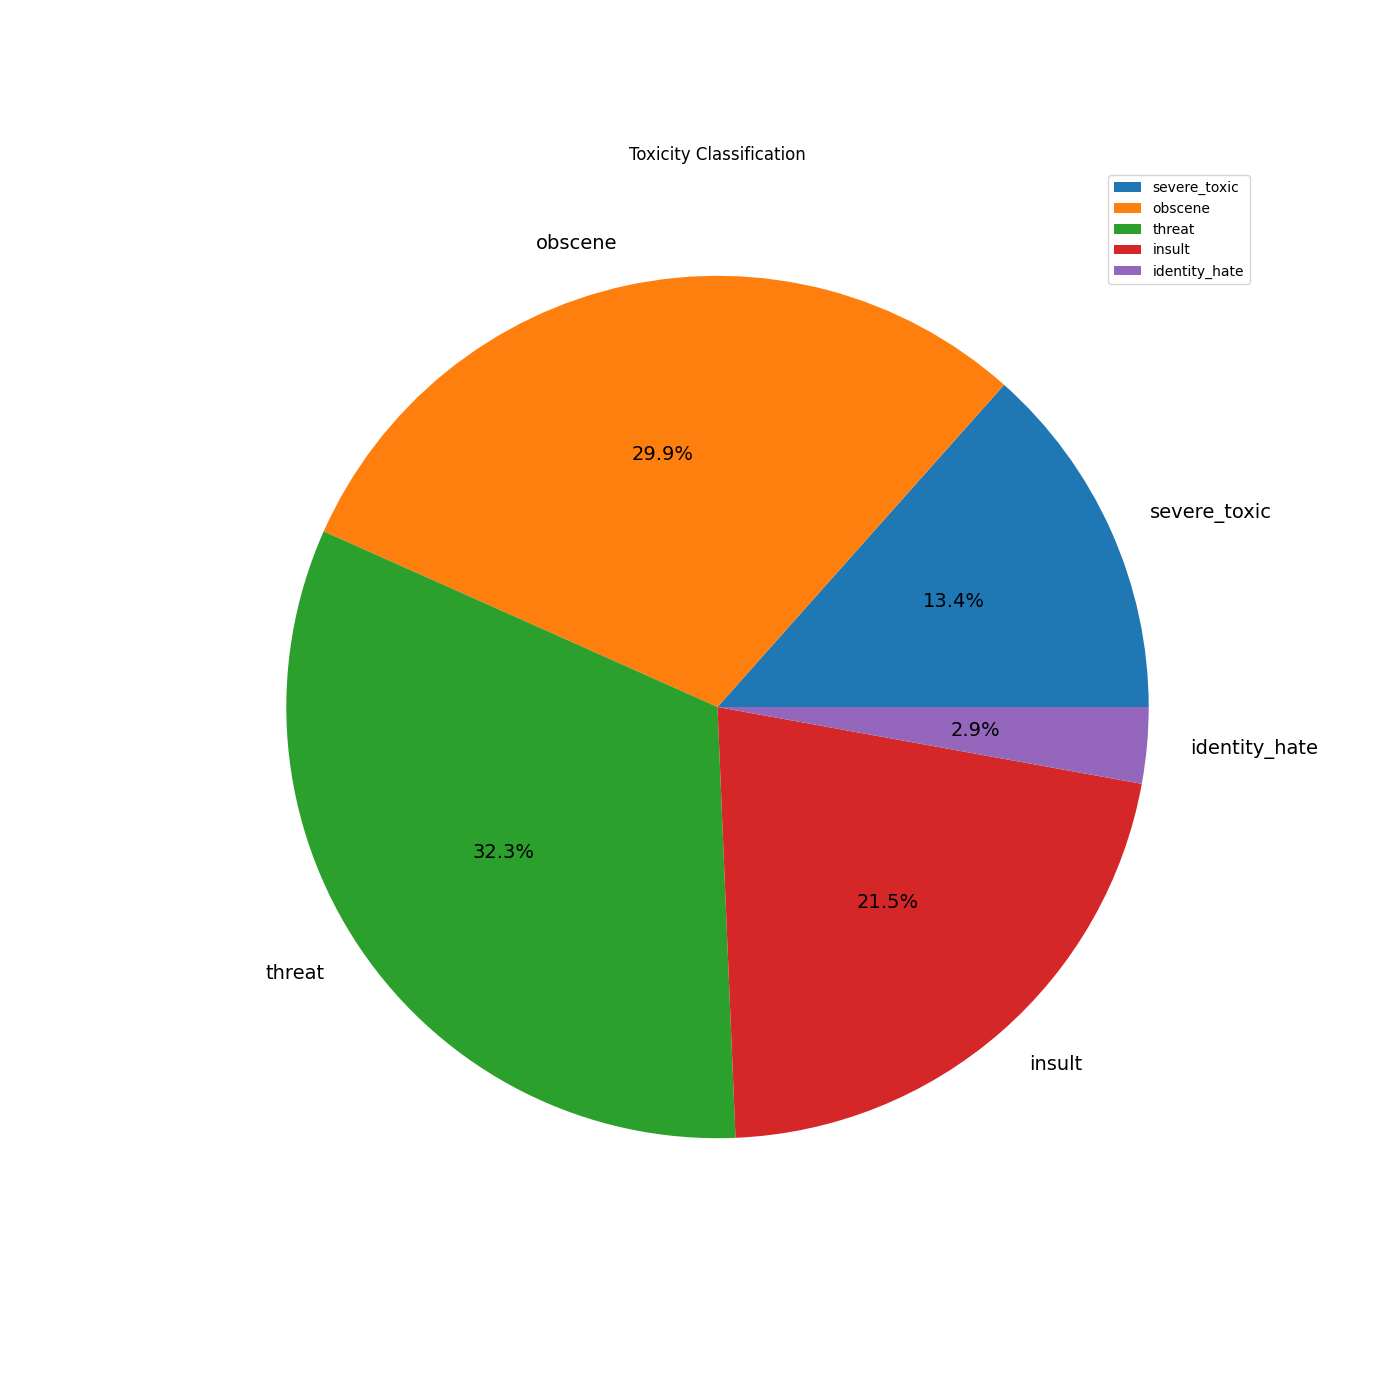 Toxicity Classification
severe_toxic
obscene
threat
insult
identity_hate
obscene
29.9%
severe_toxic
13.4%
2.9%
identity_hate
32.3%
21.5%
threat
insult